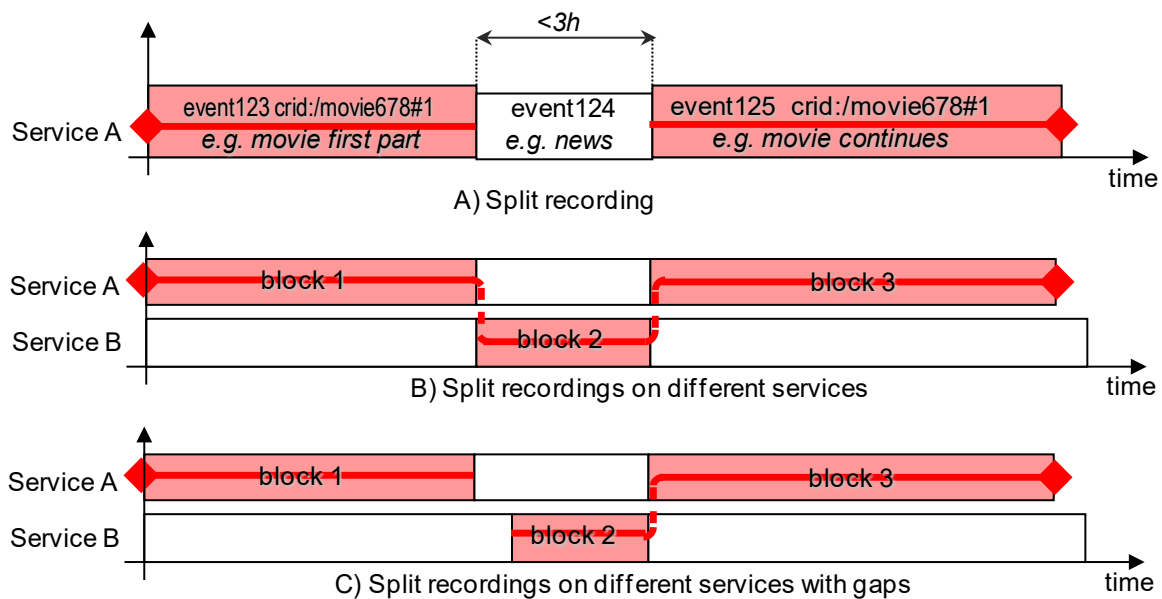 <3h
event123 crid:/movie678#1
e.g. movie first part
event124
e.g. news
event125 crid:/movie678#1
e.g. movie continues
Service A
time
A) Split recording
Service A
block 1
block 3
Service B
block 2
time
B) Split recordings on different services
Service A
block 1
block 3
Service B
block 2
time
C) Split recordings on different services with gaps